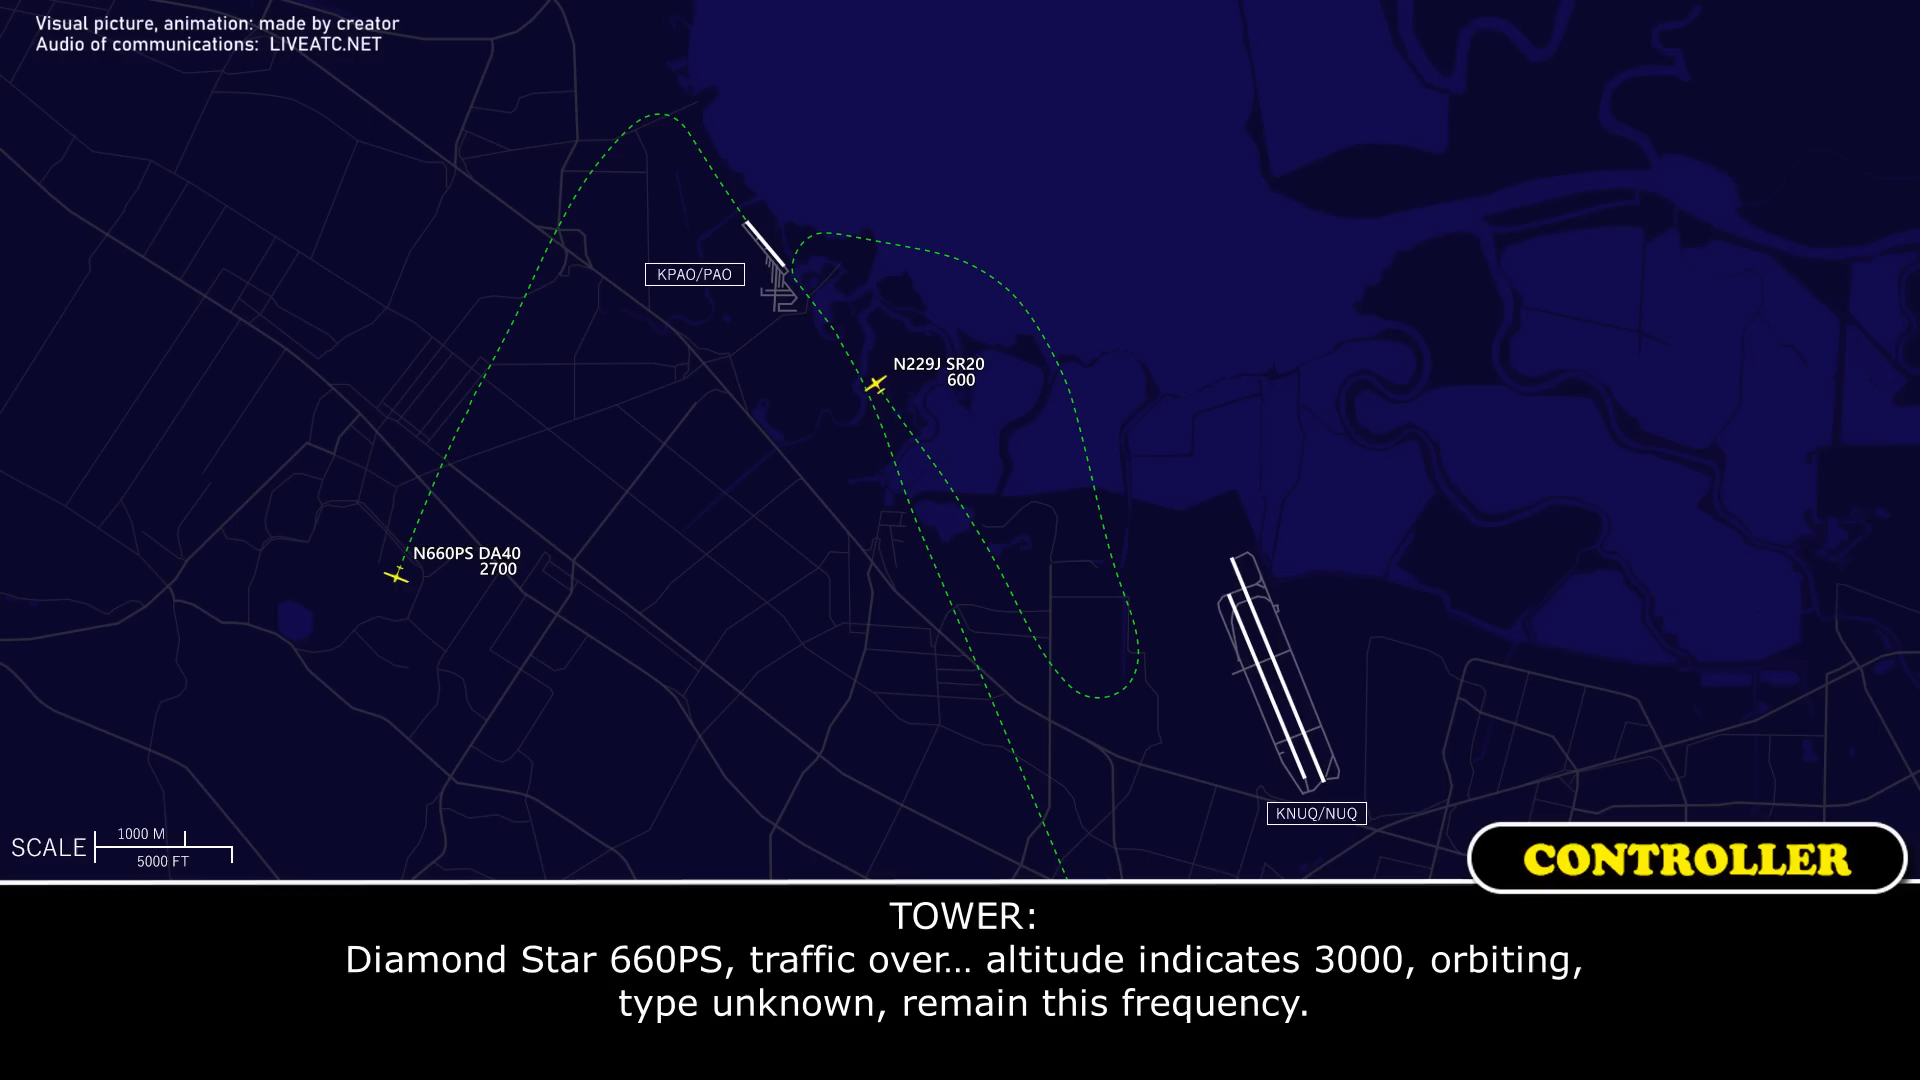 Visual picture, animation: made by creator
Audio of communications: LIVEATC.NET
KPAO/PAO
N229J SR20
600
N660PS DA40
2700
KNUQ/NUQ
SCALE
1000 M
5000 FT
CONTROLLER
TOWER:
Diamond Star 660PS, traffic over... altitude indicates 3000, orbiting,
type unknown, remain this frequency.